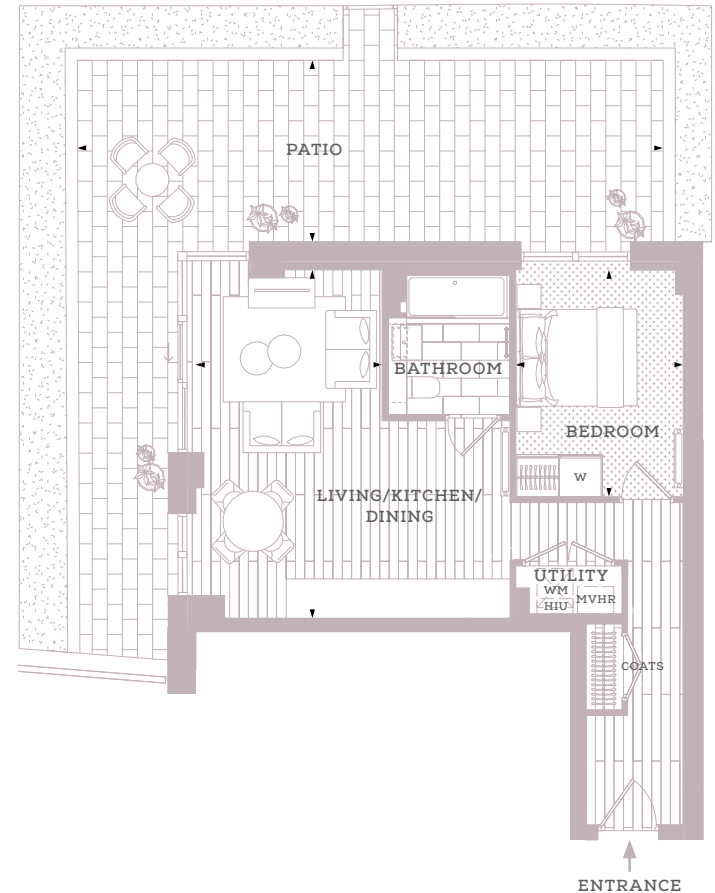 PATIO
BATHROOM
BEDROOM
W
LIVING/KITCHEN/
DINING
UTILITY
WM
HIU
MVHR
COATS
ENTRANCE